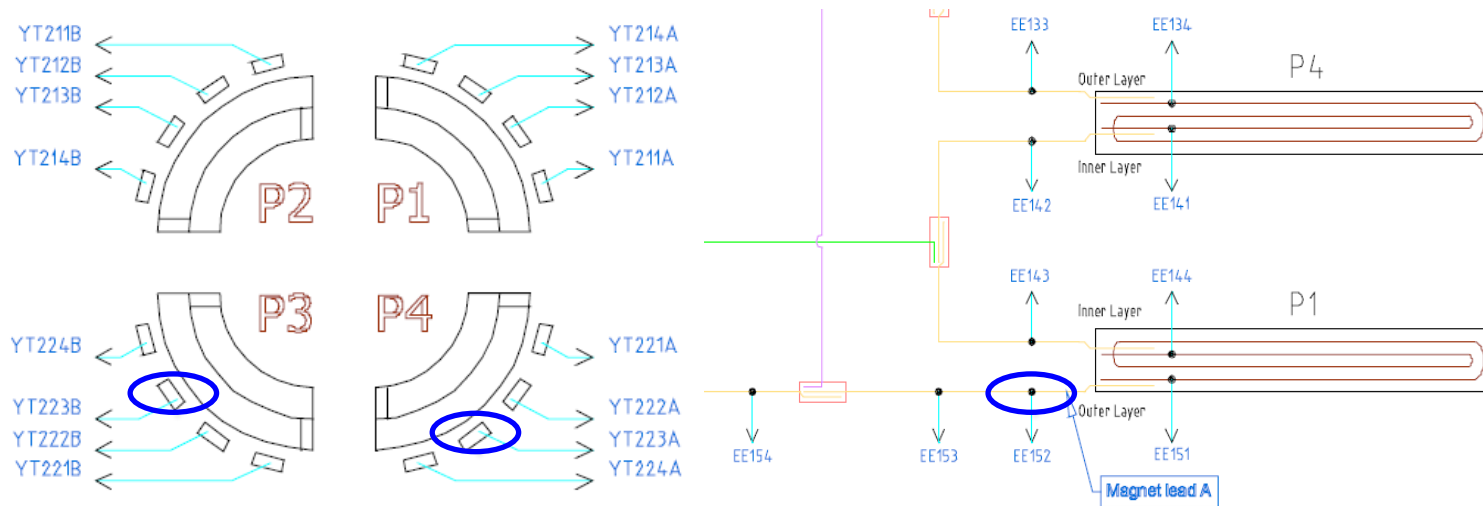 YT211B
YT212B
YT213B
YT214B
YT214A
YT213A
YT212A
YT211A
P2
P1
P3
P4
YT224B
YT223B
YT222B
YT221B
YT221A
YT222A
YT223A
YT224A
EE133
EE134
Outer Layer
P4
Inner Layer
EE142
EE141
EE143
EE144
Inner Layer
P1
Outer Layer
EE154
EE153
EE152
EE151
Magnet lead A